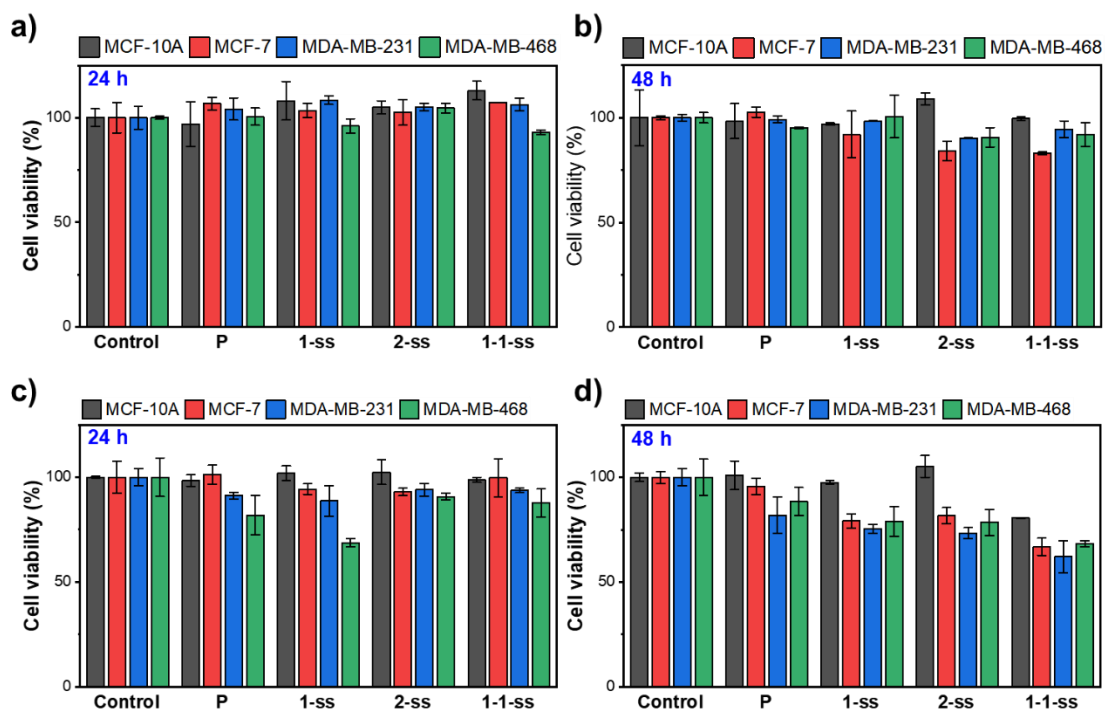 a)
MCF-10A MCF-7 MDA-MB-231 MDA-MB-468
24 h
Cell viability (%)
100
50
0
Control P 1-ss 2-ss 1-1-ss
b)
MCF-10A MCF-7 MDA-MB-231 MDA-MB-468
48 h
Cell viability (%)
100
50
0
Control P 1-ss 2-ss 1-1-ss
c)
MCF-10A MCF-7 MDA-MB-231 MDA-MB-468
24 h
Cell viability (%)
100
50
0
Control P 1-ss 2-ss 1-1-ss
d)
MCF-10A MCF-7 MDA-MB-231 MDA-MB-468
48 h
Cell viability (%)
100
50
0
Control P 1-ss 2-ss 1-1-ss